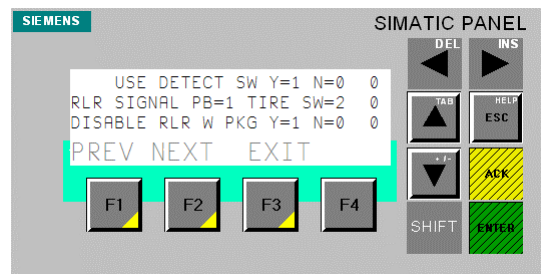 SIEMENS
SIMATIC PANEL
DEL
INS
USE DETECT SW Y=1 N=0 0
RLR SIGNAL PB=1 TIRE SW=2 0
DISABLE RLR W PKG Y=1 N=0 0
PREV NEXT EXIT
TAB
HELP
ESC
+/-
ACK
F1 F2 F3 F4
SHIFT
ENTER